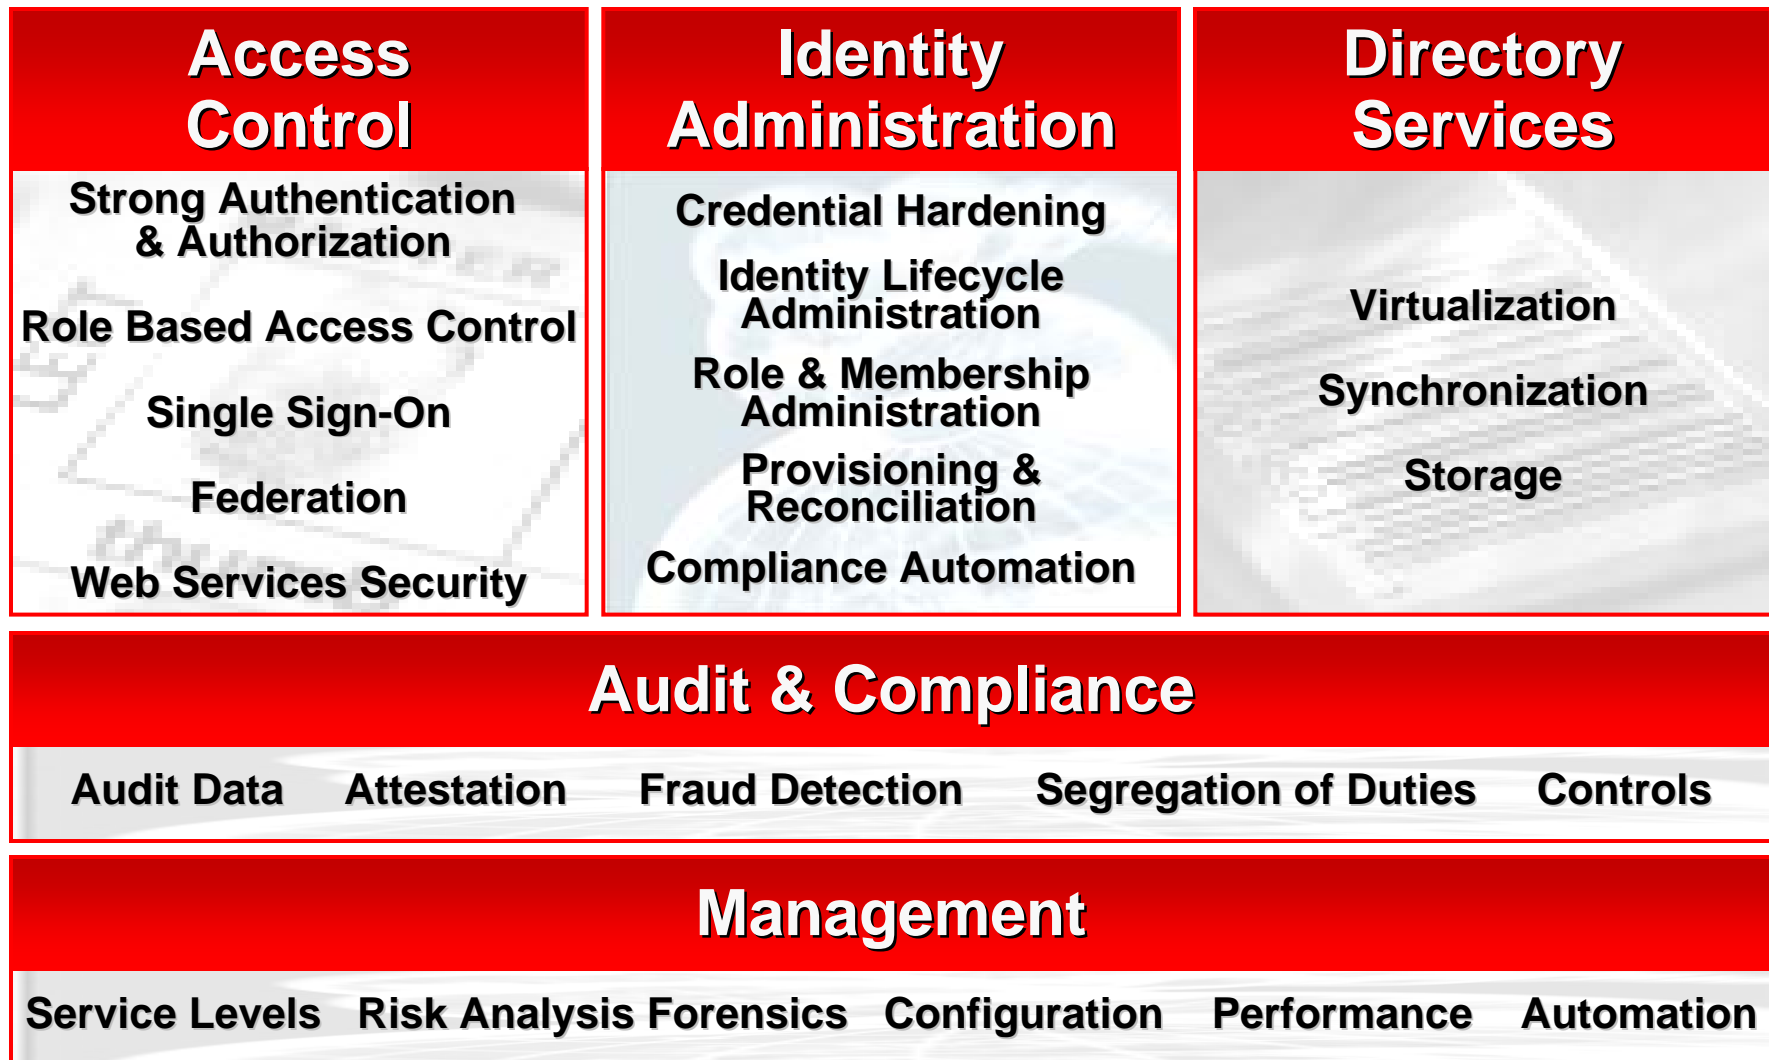 Access
Control
Strong Authentication
& Authorization
Role Based Access Control
Single Sign-On
Federation
Web Services Security
Identity
Administration
Credential Hardening
Identity Lifecycle
Administration
Role & Membership
Administration
Provisioning &
Reconciliation
Compliance Automation
Directory
Services
Virtualization
Synchronization
Storage
Audit & Compliance
Audit Data Attestation Fraud Detection Segregation of Duties Controls
Management
Service Levels Risk Analysis Forensics Configuration Performance Automation